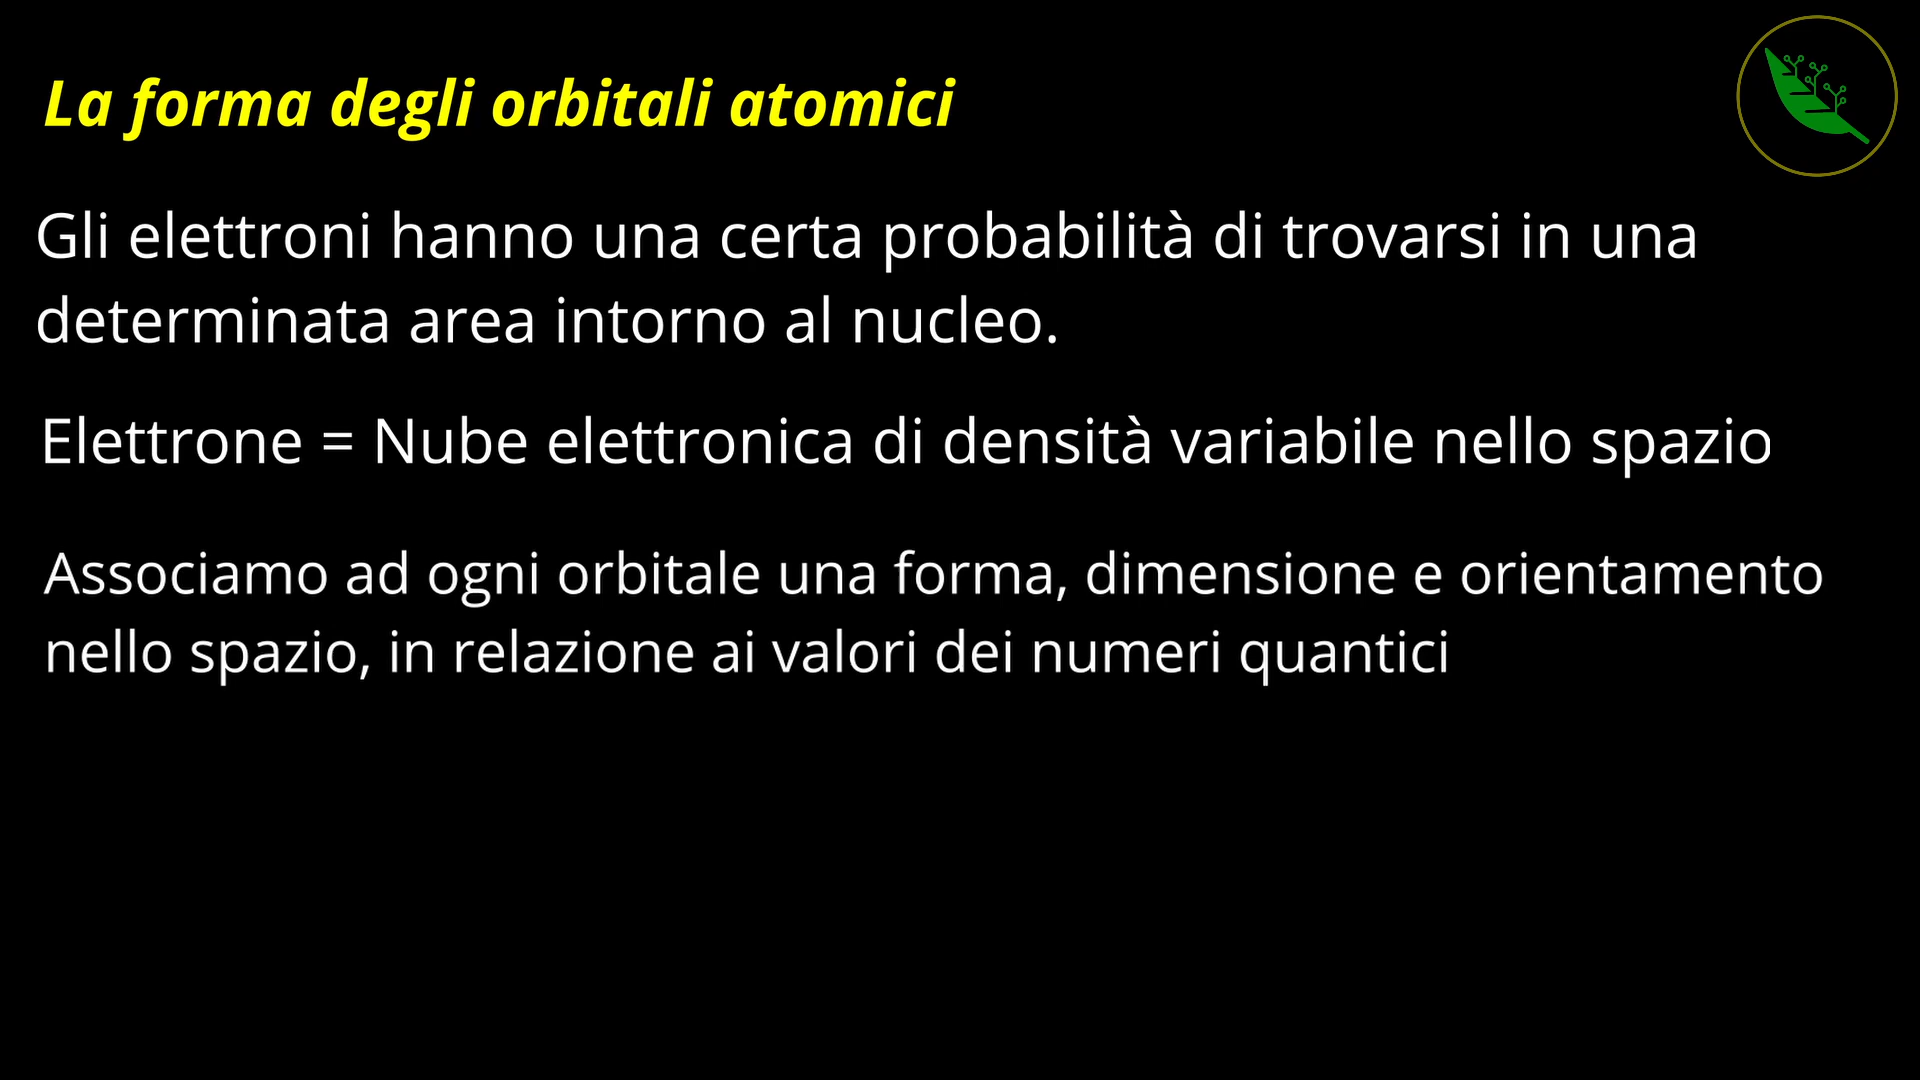 La forma degli orbitali atomici
Gli elettroni hanno una certa probabilità di trovarsi in una
determinata area intorno al nucleo.
Elettrone = Nube elettronica di densità variabile nello spazio
Associamo ad ogni orbitale una forma, dimensione e orientamento
nello spazio, in relazione ai valori dei numeri quantici